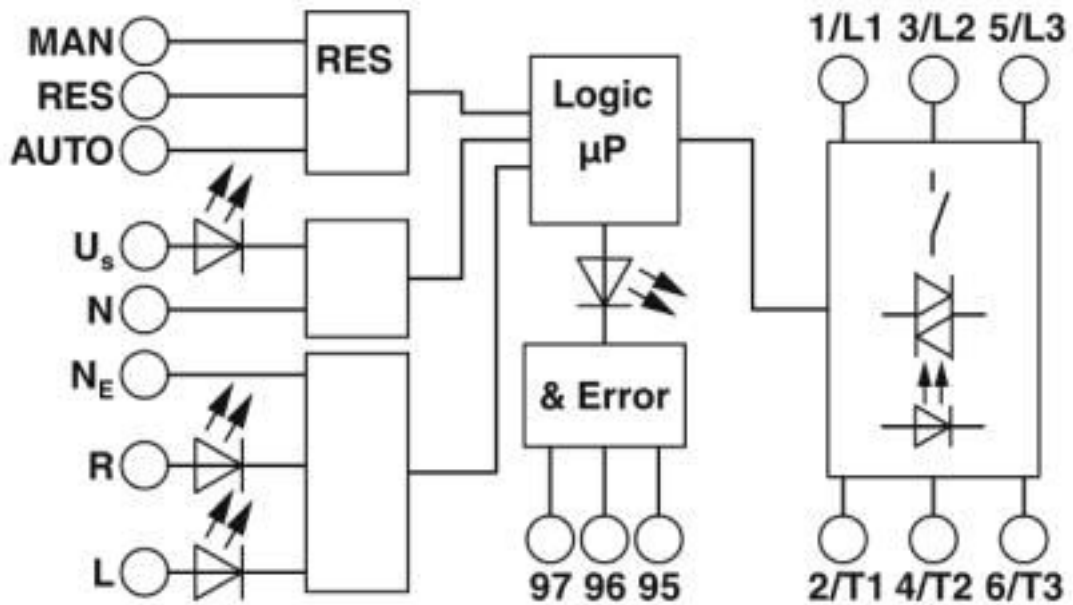 MAN
RES
AUTO
U<sub>s</sub>
N
N<sub>E</sub>
R
L
RES
Logic
µP
& Error
97 96 95
1/L1 3/L2 5/L3
2/T1 4/T2 6/T3